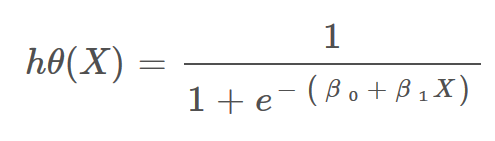 hθ(X) = 1 / (1 + e^−(β₀ + β₁X))